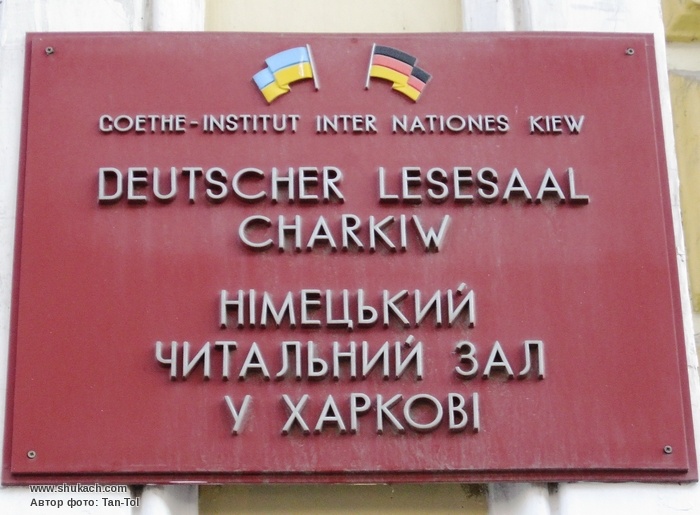 GOETHE-INSTITUT INTER NATIONES KIEW
DEUTSCHER LESESAAL
CHARKIW
НІМЕЦЬКИЙ
ЧИТАЛЬНИЙ ЗАЛ
У ХАРКОВІ
www.shukach.com
Автор фото: Tan-Tol